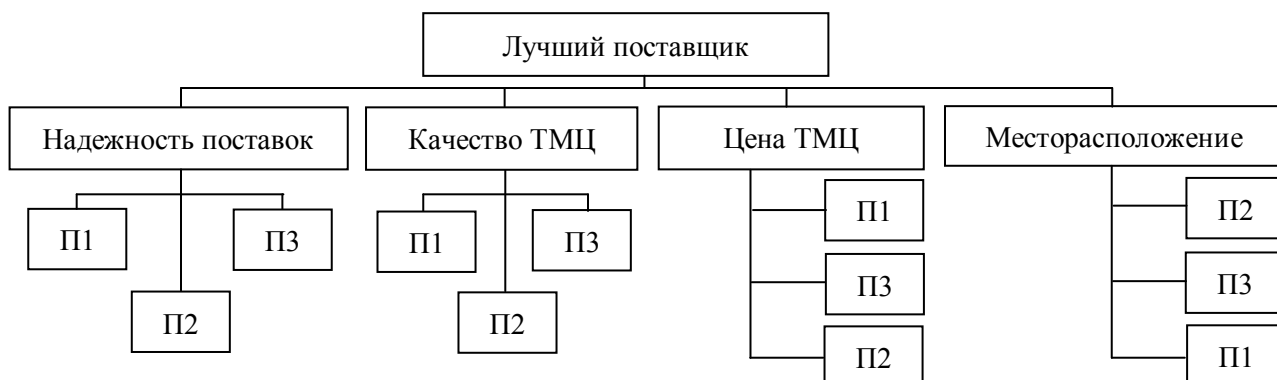 Лучший поставщик
Надежность поставок
Качество ТМЦ
Цена ТМЦ
Месторасположение
П1
П3
П2
П1
П3
П2
П1
П3
П2
П2
П3
П1